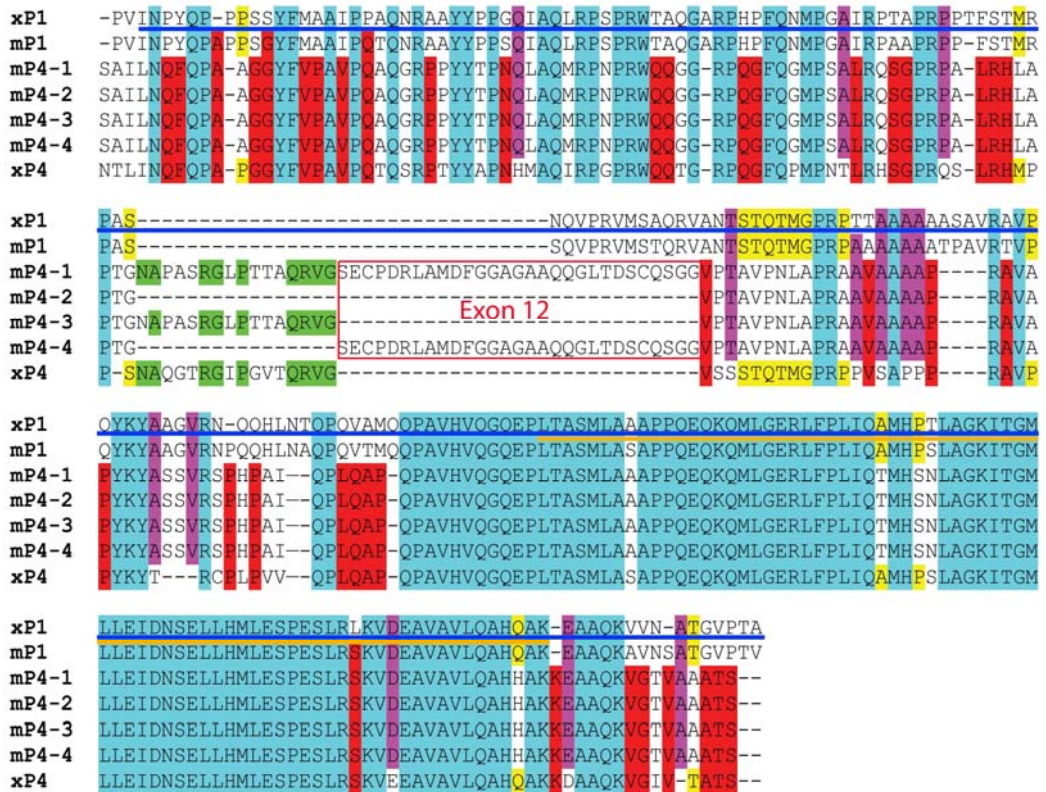 xP1 -PVINPYQP-PPSSYFMAAIPPAQNRAAYYPPGQIAQLRPSPRWTAQGARPHPFQNMPGAIRPTAPRPPTFSTMR
mP1 -PVINPYQPAPPSGYFMAAIPQTQNRAAYYPPSQIAQLRPSPRWTAQGARPHPFQNMPGAIRPAAPRPP-FSTMR
mP4-1 SAILNQFQPA-AGGYFVPAVPQAQGRPPYYTPNQLAQMRPNPRWQQGG-RPQGFQGMPSALRQSGPRPA-LRHLA
mP4-2 SAILNQFQPA-AGGYFVPAVPQAQGRPPYYTPNQLAQMRPNPRWQQGG-RPQGFQGMPSALRQSGPRPA-LRHLA
mP4-3 SAILNQFQPA-AGGYFVPAVPQAQGRPPYYTPNQLAQMRPNPRWQQGG-RPQGFQGMPSALRQSGPRPA-LRHLA
mP4-4 SAILNQFQPA-AGGYFVPAVPQAQGRPPYYTPNQLAQMRPNPRWQQGG-RPQGFQGMPSALRQSGPRPA-LRHLA
xP4 NTLINQFQPA-PGGYFVPAVPQTQSRPTYYAPNHMAQIRPGPRWQQTG-RPQGFQGMPNTLRHSGPRQS-LRHMP
xP1 PAS---------------------------------NQVPRVMSAQRVANTSTQTMGPRPTTAAAAAASAVRAVP
mP1 PAS---------------------------------SQVPRVMSTQRVANTSTQTMGPRPAAAAAAATPAVRTVP
mP4-1 PTGNAPASRGLPTTAQRVGSECPDRLAMDFGGAGAAQQGLTDSCQSGGVPTAVPNLAPRAAVAAAAP----RAVA
mP4-2 PTG---------------------------------------------VPTAVPNLAPRAAVAAAAP----RAVA
Exon 12
mP4-3 PTGNAPASRGLPTTAQRVG-----------------------------VPTAVPNLAPRAAVAAAAP----RAVA
mP4-4 PTG----------------SECPDRLAMDFGGAGAAQQGLTDSCQSGGVPTAVPNLAPRAAVAAAAP----RAVA
xP4 P-SNAQGTRGIPGVTQRVG-----------------------------VSSSTQTMGPRPPVSAPPP----RAVP
xP1 QYKYAAGVRN-QQHLNTQPQVAMQQPAVHVQGQEPLTASMLAAAPPQEQKQMLGERLFPLIQAMHPTLAGKITGM
mP1 QYKYAAGVRNPQQHLNAQPQVTMQQPAVHVQGQEPLTASMLASAPPQEQKQMLGERLFPLIQAMHPSLAGKITGM
mP4-1 PYKYASSVRSPHPAI--QPLQAP-QPAVHVQGQEPLTASMLAAAPPQEQKQMLGERLFPLIQTMHSNLAGKITGM
mP4-2 PYKYASSVRSPHPAI--QPLQAP-QPAVHVQGQEPLTASMLAAAPPQEQKQMLGERLFPLIQTMHSNLAGKITGM
mP4-3 PYKYASSVRSPHPAI--QPLQAP-QPAVHVQGQEPLTASMLAAAPPQEQKQMLGERLFPLIQTMHSNLAGKITGM
mP4-4 PYKYASSVRSPHPAI--QPLQAP-QPAVHVQGQEPLTASMLAAAPPQEQKQMLGERLFPLIQTMHSNLAGKITGM
xP4 PYKYT---RCPLPVV--QPLQAP-QPAVHVQGQEPLTASMLASAPPQEQKQMLGERLFPLIQAMHPSLAGKITGM
xP1 LLEIDNSELLHMLESPESLRLKVDEAVAVLQAHQAK-EAAQKVVN-ATGVPTA
mP1 LLEIDNSELLHMLESPESLRSKVDEAVAVLQAHQAK-EAAQKAVNSATGVPTV
mP4-1 LLEIDNSELLHMLESPESLRSKVDEAVAVLQAHHAKKEAAQKVGTVAAATS--
mP4-2 LLEIDNSELLHMLESPESLRSKVDEAVAVLQAHHAKKEAAQKVGTVAAATS--
mP4-3 LLEIDNSELLHMLESPESLRSKVDEAVAVLQAHHAKKEAAQKVGTVAAATS--
mP4-4 LLEIDNSELLHMLESPESLRSKVDEAVAVLQAHHAKKEAAQKVGTVAAATS--
xP4 LLEIDNSELLHMLESPESLRSKVEEAVAVLQAHQAKKDAAQKVGIV-TATS--